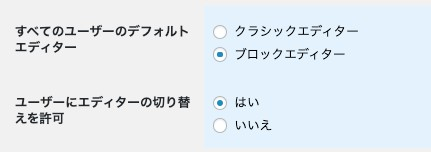 すべてのユーザーのデフォルト
エディター
クラシックエディター
ブロックエディター
ユーザーにエディターの切り替
えを許可
はい
いいえ